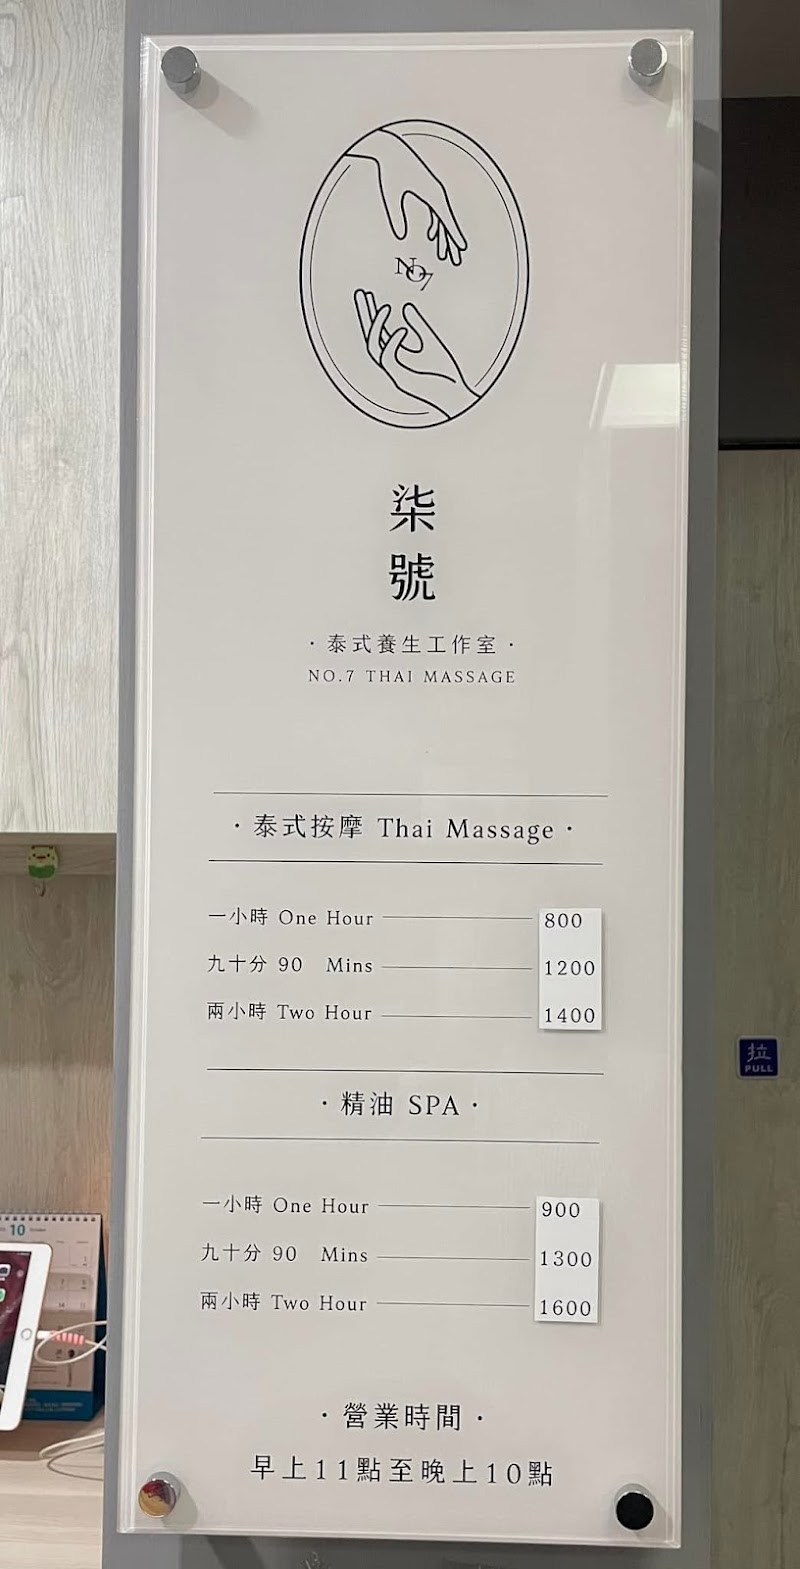 NO7
柒
號
·泰式養生工作室·
NO.7 THAI MASSAGE
·泰式按摩 Thai Massage·
一小時 One Hour 800
九十分 90 Mins 1200
兩小時 Two Hour 1400
·精油 SPA·
一小時 One Hour 900
九十分 90 Mins 1300
兩小時 Two Hour 1600
·營業時間·
早上11點至晚上10點
拉
PULL
10